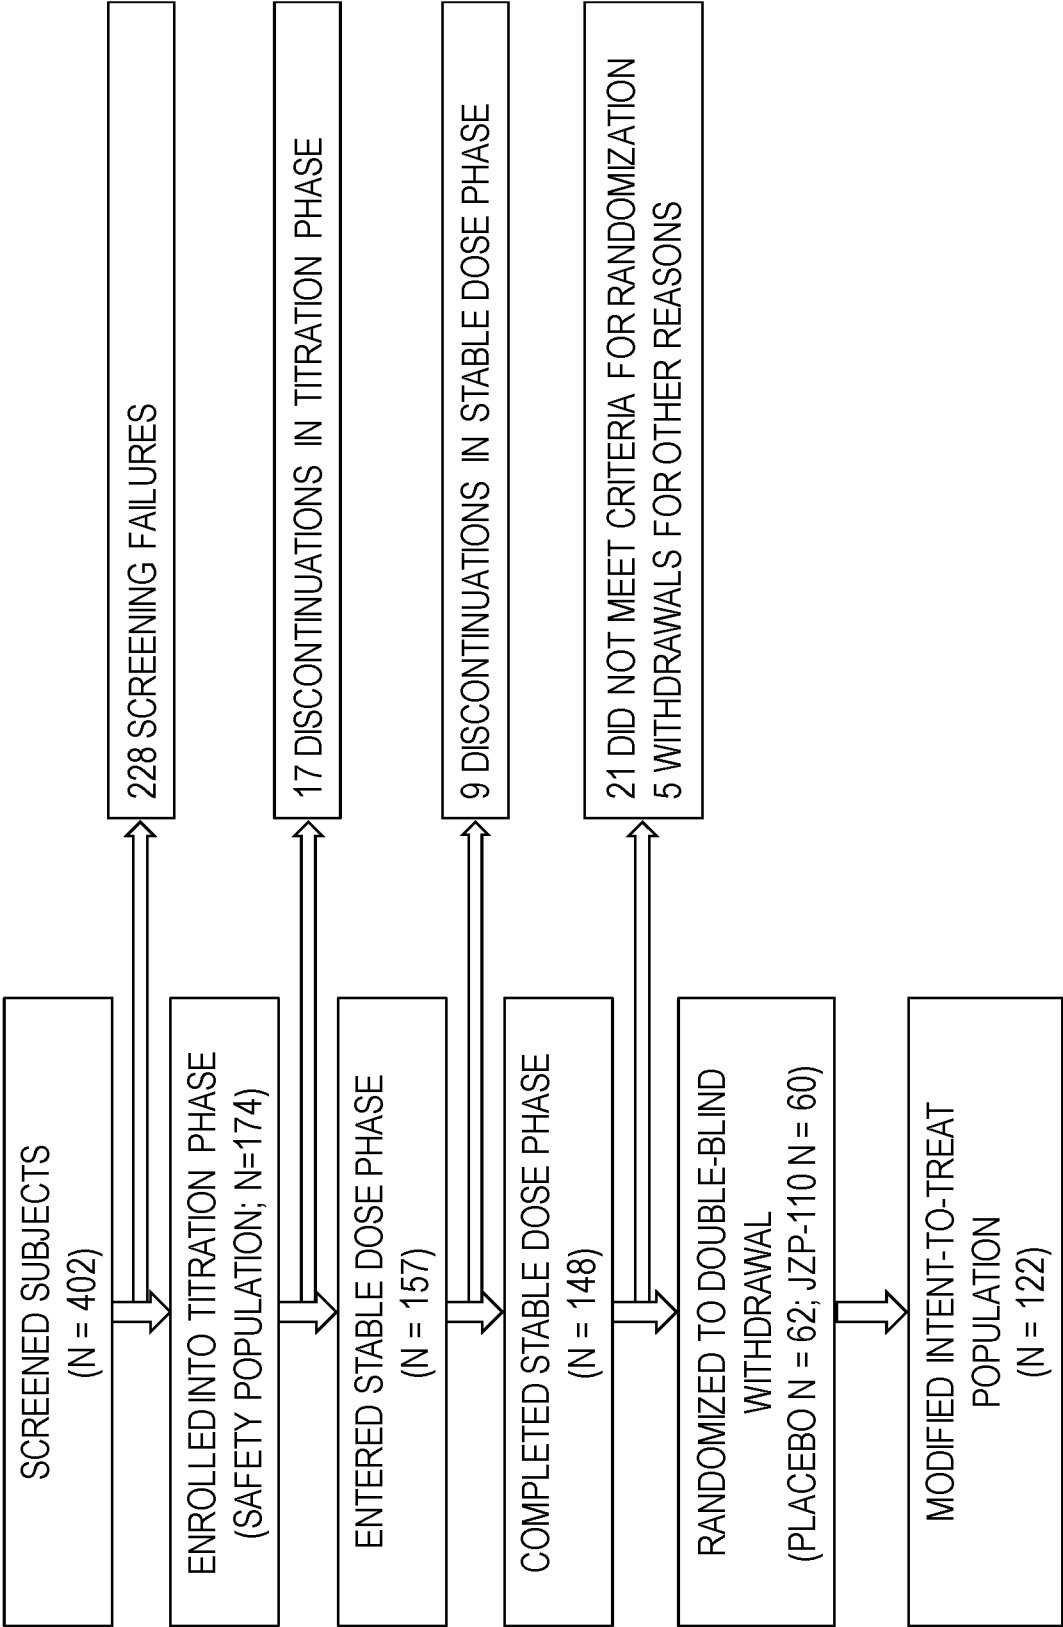 SCREENED SUBJECTS
(N = 402)
228 SCREENING FAILURES
ENROLLED INTO TITRATION PHASE
(SAFETY POPULATION; N=174)
17 DISCONTINUATIONS IN TITRATION PHASE
ENTERED STABLE DOSE PHASE
(N = 157)
9 DISCONTINUATIONS IN STABLE DOSE PHASE
COMPLETED STABLE DOSE PHASE
(N = 148)
21 DID NOT MEET CRITERIA FOR RANDOMIZATION
5 WITHDRAWALS FOR OTHER REASONS
RANDOMIZED TO DOUBLE-BLIND
WITHDRAWAL
(PLACEBO N = 62; JZP-110 N = 60)
MODIFIED INTENT-TO-TREAT
POPULATION
(N = 122)